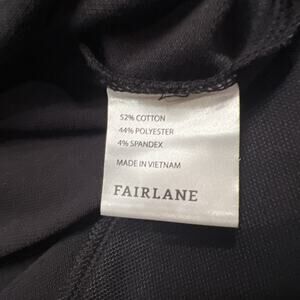 52% COTTON
44% POLYESTER
4% SPANDEX
MADE IN VIETNAM
FAIRLANE